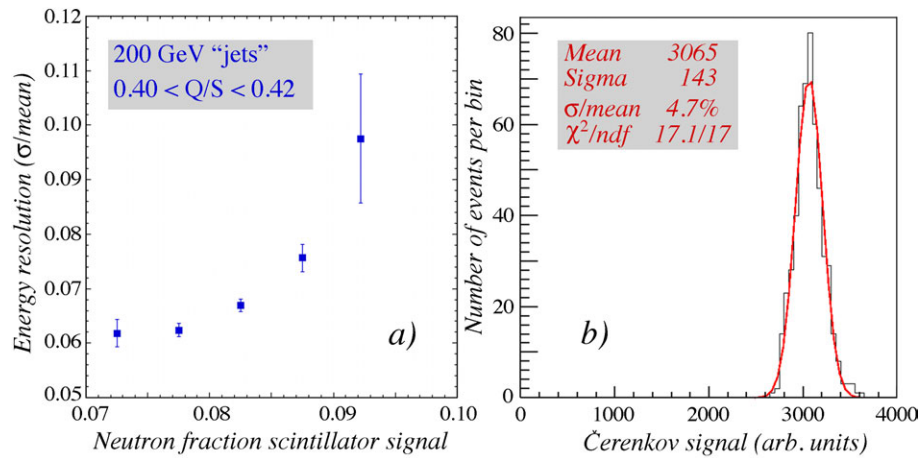 0.12
0.11
0.10
0.09
0.08
0.07
0.06
0.05
Energy resolution (σ/mean)
200 GeV “jets”
0.40 < Q/S < 0.42
a)
0.07
0.08
0.09
0.10
Neutron fraction scintillator signal
80
60
40
20
0
Number of events per bin
Mean 3065
Sigma 143
σ/mean 4.7%
χ²/ndf 17.1/17
b)
0
1000
2000
3000
4000
Čerenkov signal (arb. units)